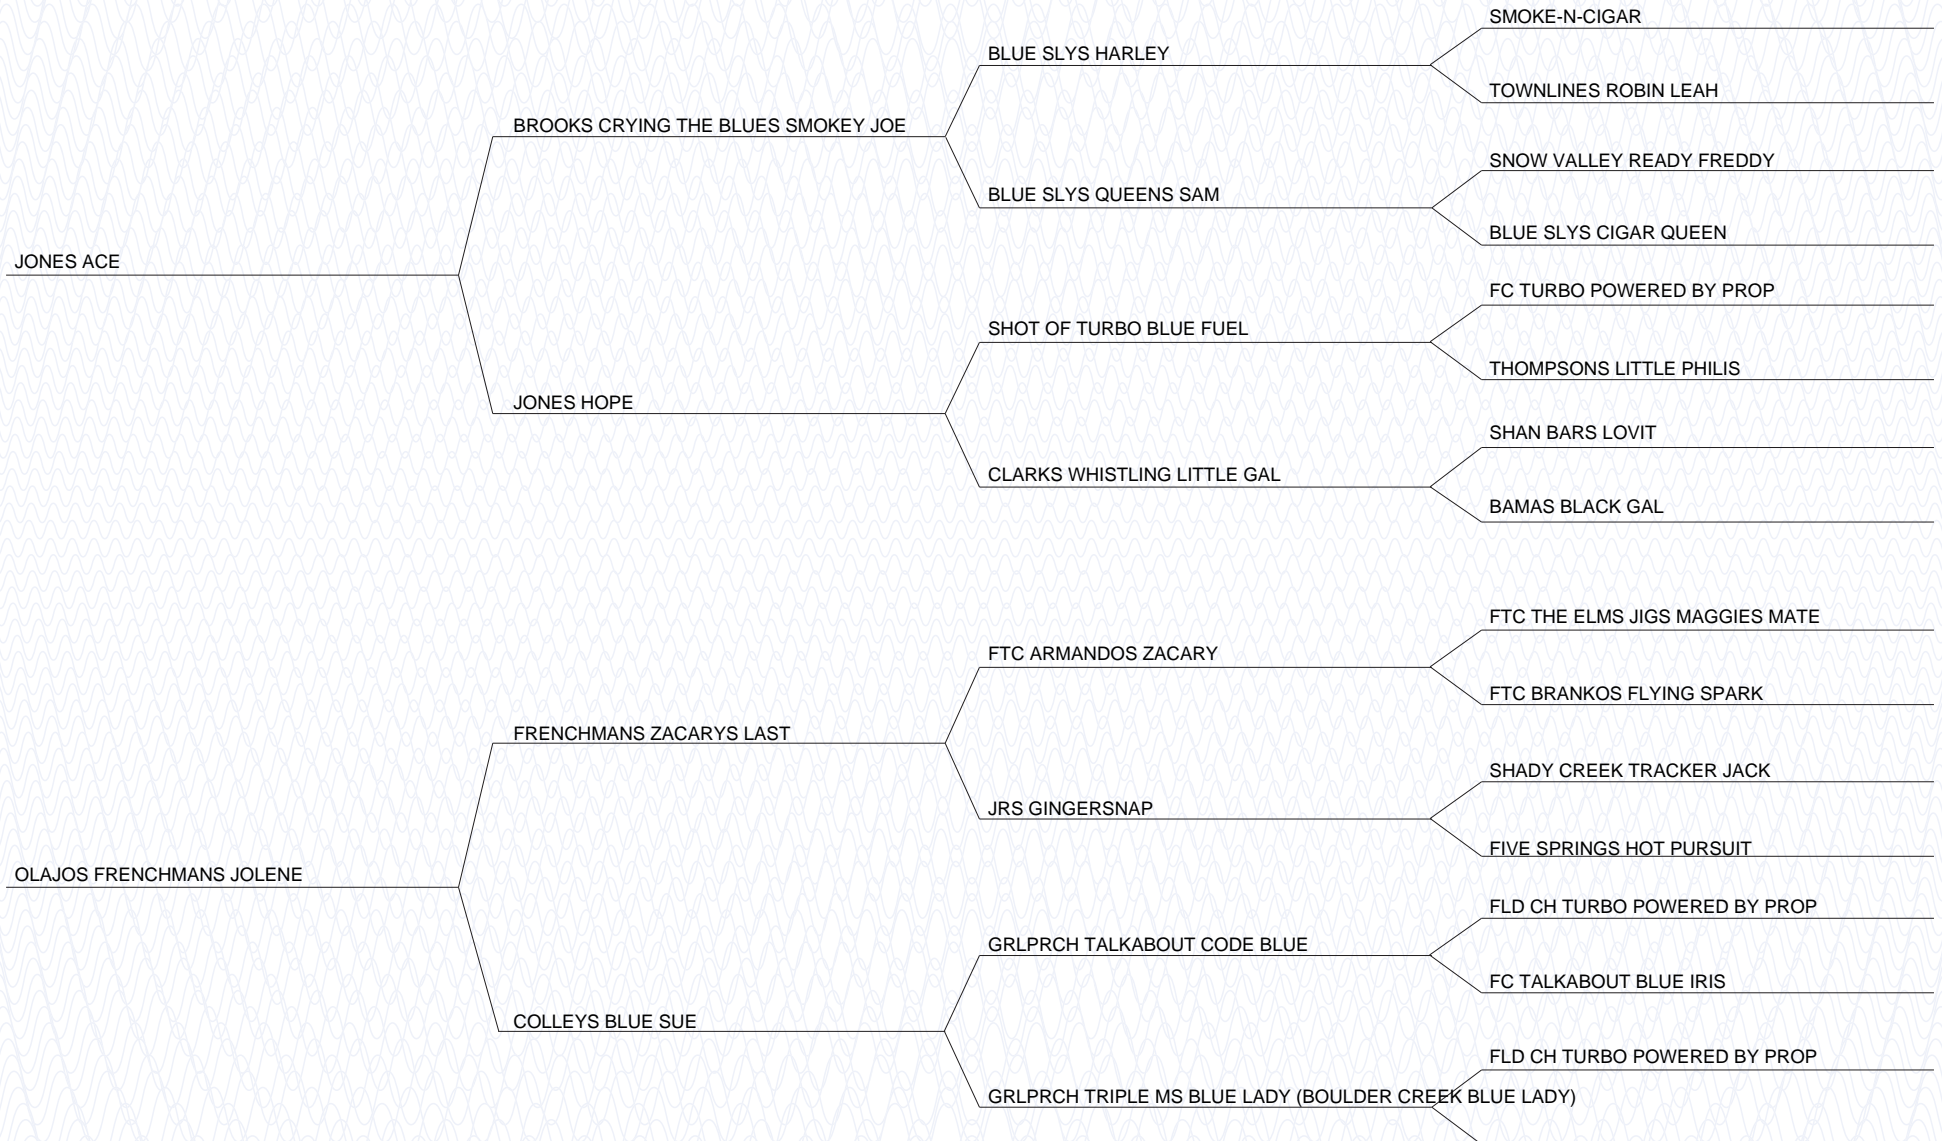 SMOKE-N-CIGAR
BLUE SLYS HARLEY
TOWNLINES ROBIN LEAH
BROOKS CRYING THE BLUES SMOKEY JOE
SNOW VALLEY READY FREDDY
BLUE SLYS QUEENS SAM
BLUE SLYS CIGAR QUEEN
JONES ACE
FC TURBO POWERED BY PROP
SHOT OF TURBO BLUE FUEL
THOMPSONS LITTLE PHILIS
JONES HOPE
SHAN BARS LOVIT
CLARKS WHISTLING LITTLE GAL
BAMAS BLACK GAL
FTC THE ELMS JIGS MAGGIES MATE
FTC ARMANDOS ZACARY
FTC BRANKOS FLYING SPARK
FRENCHMANS ZACARYS LAST
SHADY CREEK TRACKER JACK
JRS GINGERSNAP
FIVE SPRINGS HOT PURSUIT
OLAJOS FRENCHMANS JOLENE
FLD CH TURBO POWERED BY PROP
GRLPRCH TALKABOUT CODE BLUE
FC TALKABOUT BLUE IRIS
COLLEYS BLUE SUE
FLD CH TURBO POWERED BY PROP
GRLPRCH TRIPLE MS BLUE LADY (BOULDER CREEK BLUE LADY)